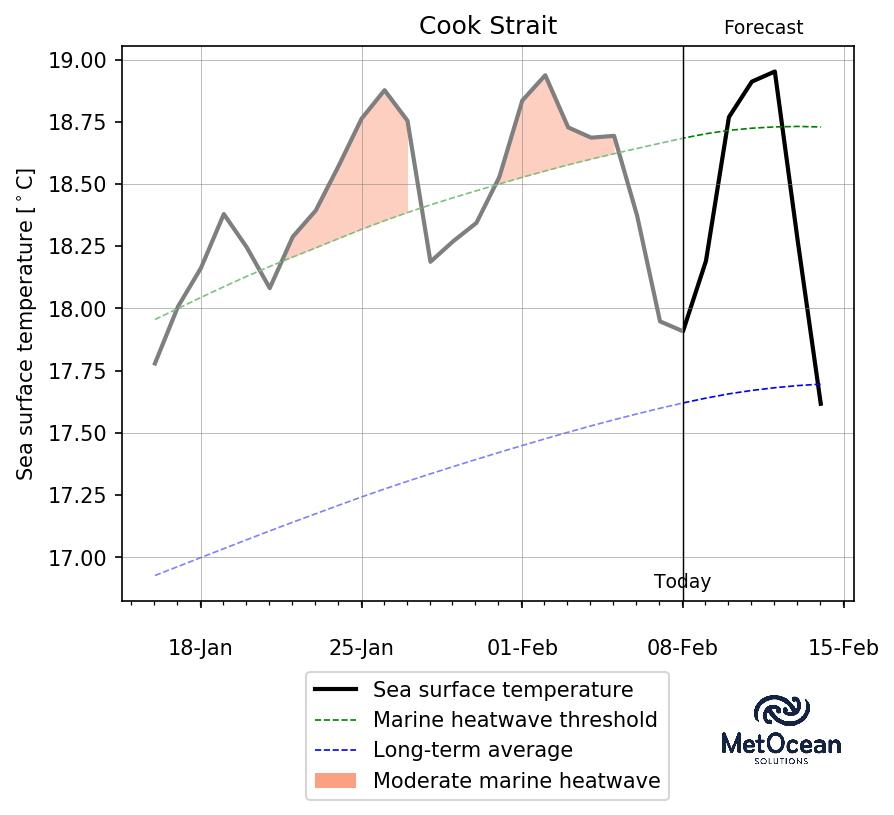 Cook Strait
Forecast
Sea surface temperature [°C]
19.00
18.75
18.50
18.25
18.00
17.75
17.50
17.25
17.00
Today
18-Jan 25-Jan 01-Feb 08-Feb 15-Feb
Sea surface temperature
Marine heatwave threshold
Long-term average
Moderate marine heatwave
MetOcean
SOLUTIONS